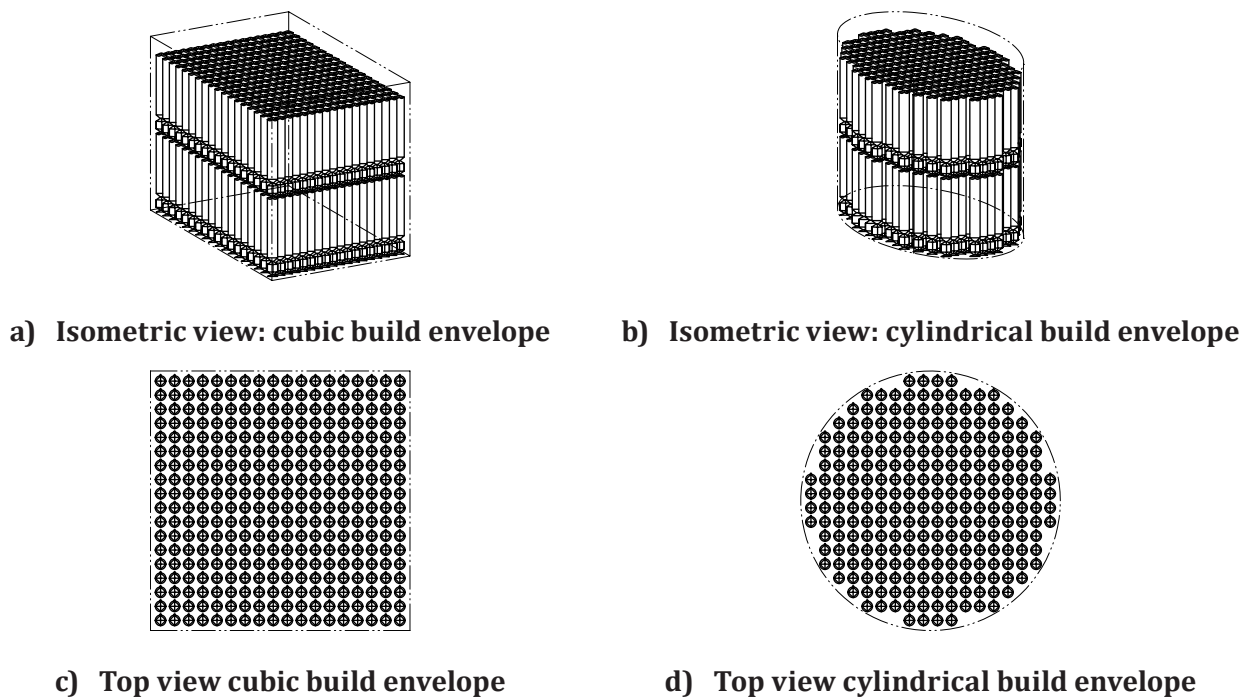 a) Isometric view: cubic build envelope
b) Isometric view: cylindrical build envelope
c) Top view cubic build envelope
d) Top view cylindrical build envelope